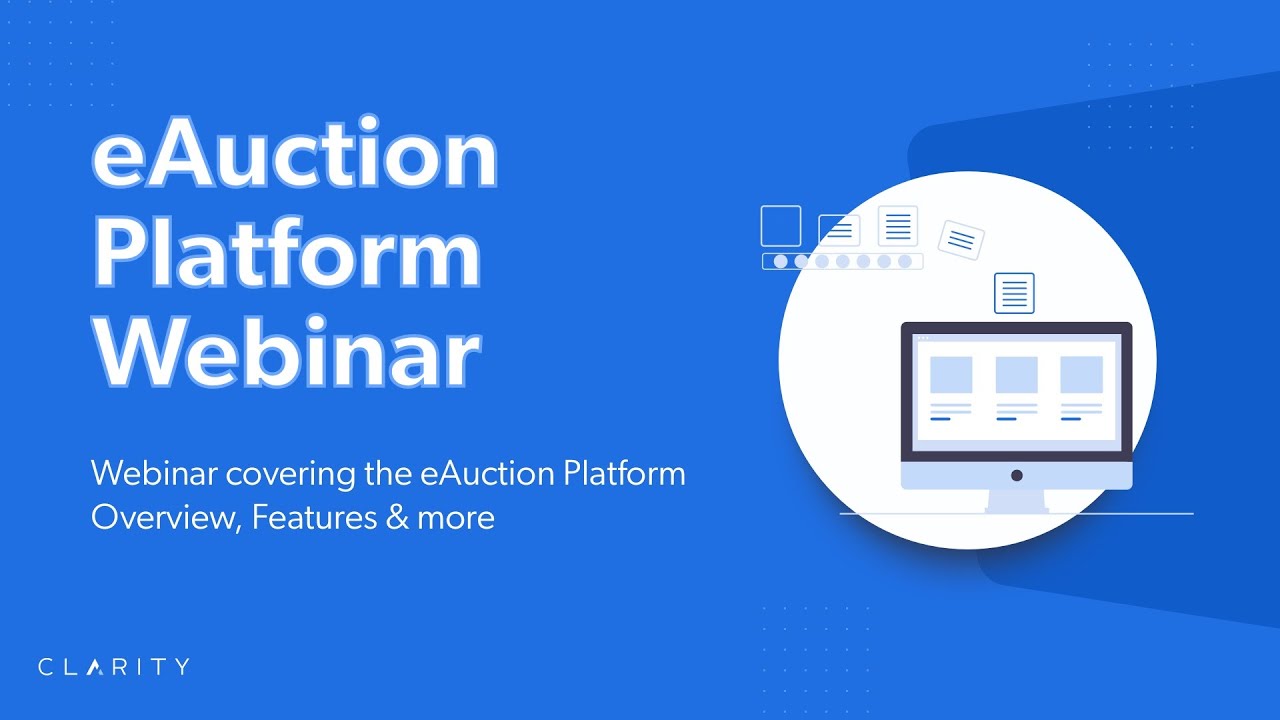 eAuction
Platform
Webinar
Webinar covering the eAuction Platform
Overview, Features & more
CLARITY